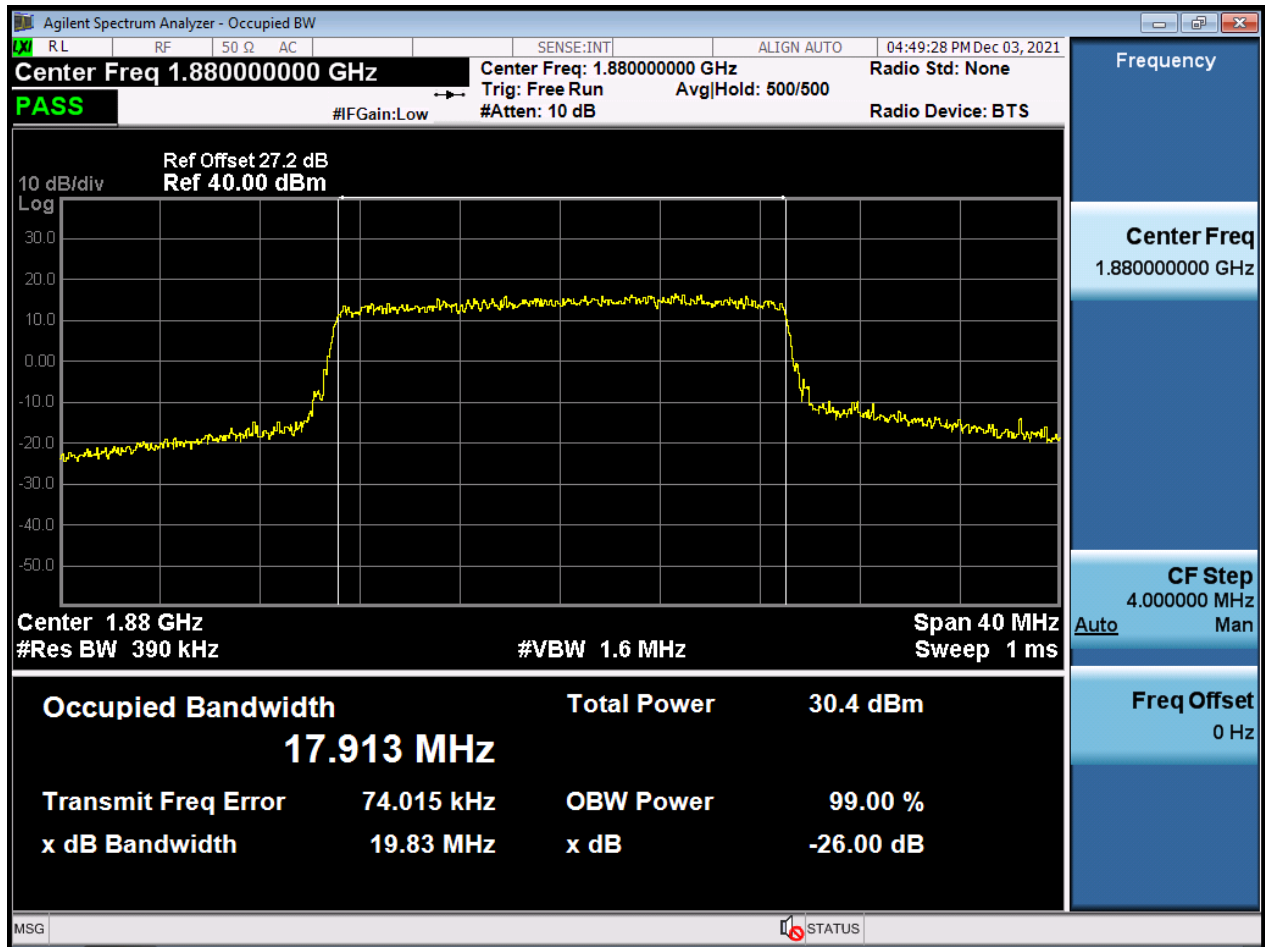 Agilent Spectrum Analyzer - Occupied BW
LXI RL RF 50 Ω AC SENSE:INT ALIGN AUTO 04:49:28 PM Dec 03, 2021
Center Freq 1.880000000 GHz
PASS
#IFGain:Low
Center Freq: 1.880000000 GHz
Trig: Free Run Avg|Hold: 500/500
#Atten: 10 dB
Radio Std: None
Radio Device: BTS
Ref Offset 27.2 dB
10 dB/div Ref 40.00 dBm
Log
30.0
20.0
10.0
0.00
-10.0
-20.0
-30.0
-40.0
-50.0
Center 1.88 GHz Span 40 MHz
#Res BW 390 kHz #VBW 1.6 MHz Sweep 1 ms
Occupied Bandwidth Total Power 30.4 dBm
17.913 MHz
Transmit Freq Error 74.015 kHz OBW Power 99.00 %
x dB Bandwidth 19.83 MHz x dB -26.00 dB
MSG STATUS
Frequency
Center Freq
1.880000000 GHz
CF Step
4.000000 MHz
Auto Man
Freq Offset
0 Hz